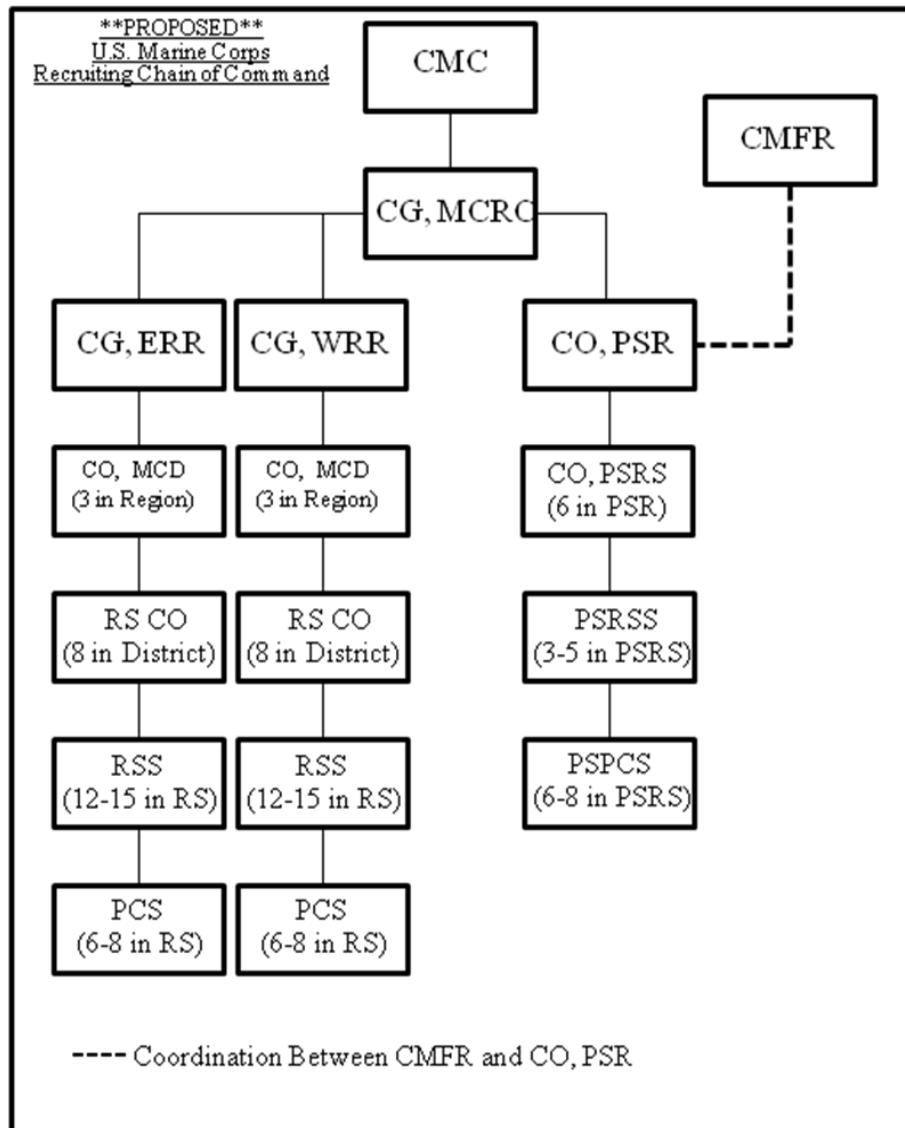 **PROPOSED**
U.S. Marine Corps
Recruiting Chain of Command
CMC
CMFR
CG, MCRC
CG, ERR
CG, WRR
CO, PSR
CO, MCD
(3 in Region)
CO, MCD
(3 in Region)
CO, PSRS
(6 in PSR)
RS CO
(8 in District)
RS CO
(8 in District)
PSRSS
(3-5 in PSRS)
RSS
(12-15 in RS)
RSS
(12-15 in RS)
PSPCS
(6-8 in PSRS)
PCS
(6-8 in RS)
PCS
(6-8 in RS)
Coordination Between CMFR and CO, PSR